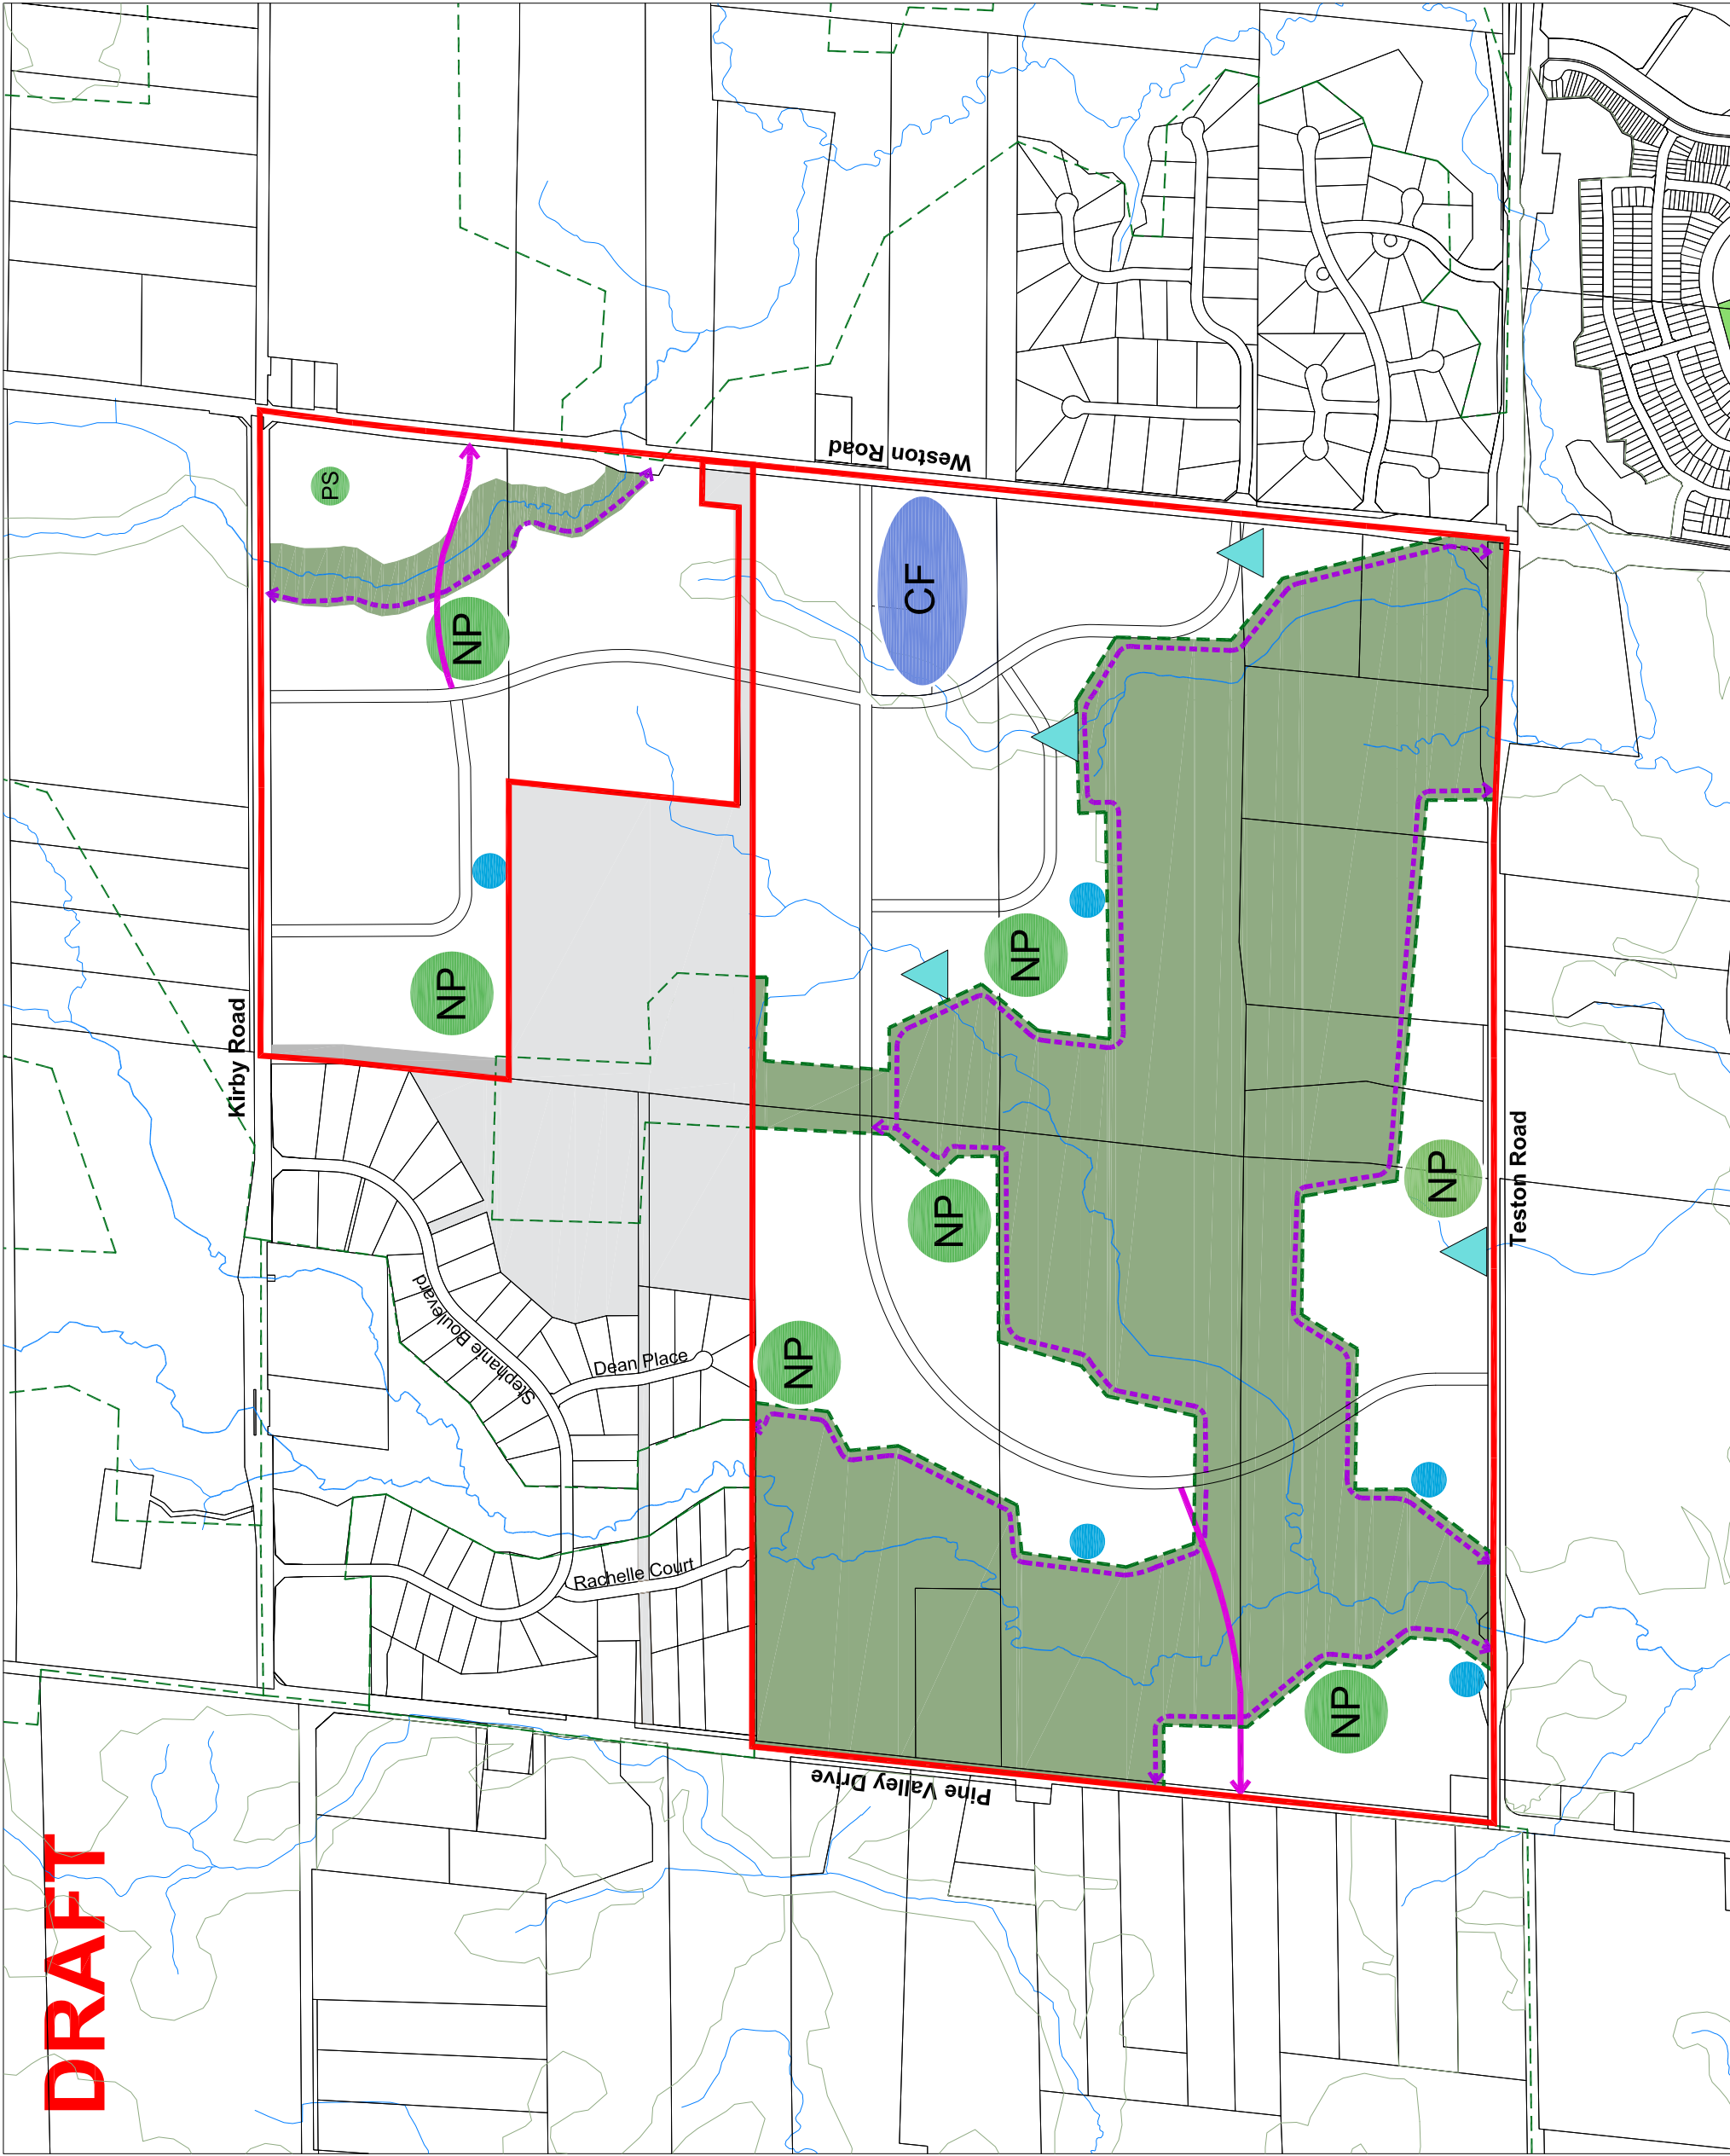 DRAFT
Kirby Road
Weston Road
PS
NP
NP
CF
NP
NP
NP
NP
NP
Stephanie Boulevard
Dean Place
Rachelle Court
Pine Valley Drive
Teston Road